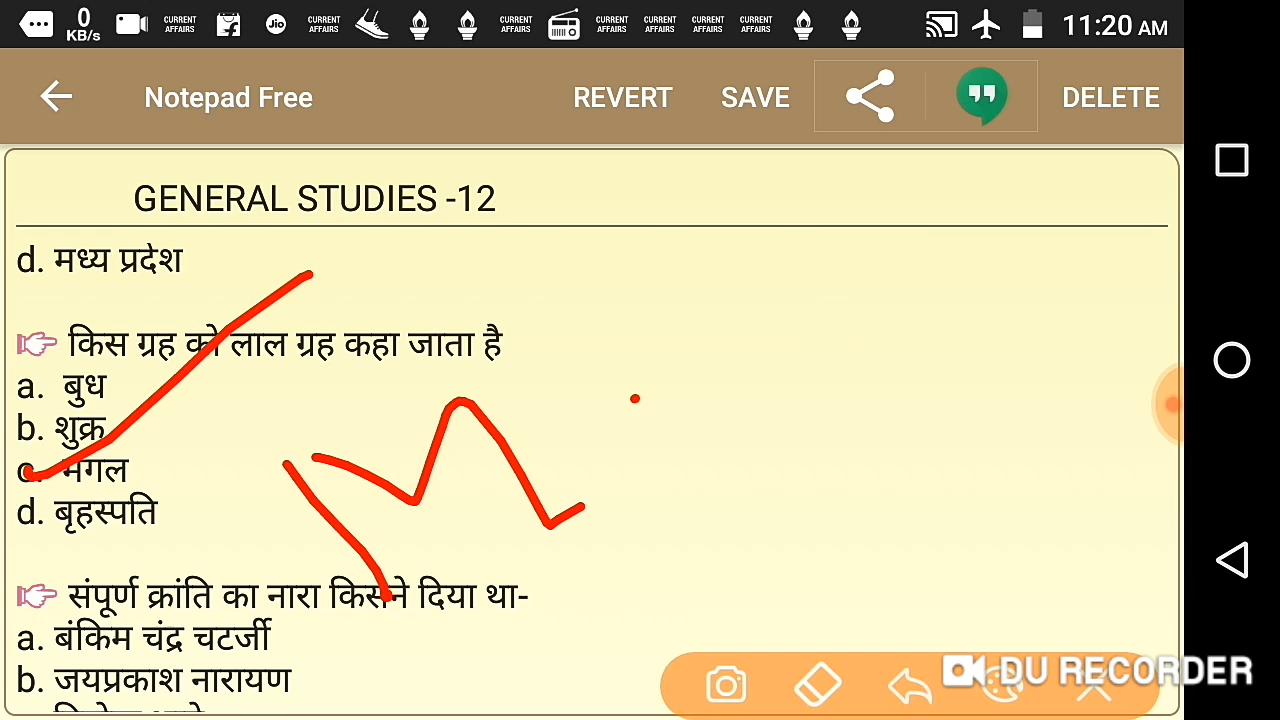 0
KB/s
CURRENT AFFAIRS
Jio
CURRENT AFFAIRS
CURRENT AFFAIRS
CURRENT AFFAIRS
CURRENT AFFAIRS
CURRENT AFFAIRS
CURRENT AFFAIRS
11:20 AM
Notepad Free
REVERT
SAVE
DELETE
GENERAL STUDIES -12
d. मध्य प्रदेश
किस ग्रह को लाल ग्रह कहा जाता है
a. बुध
b. शुक्र
c. मंगल
d. बृहस्पति
संपूर्ण क्रांति का नारा किसने दिया था-
a. बंकिम चंद्र चटर्जी
b. जयप्रकाश नारायण
DU RECORDER